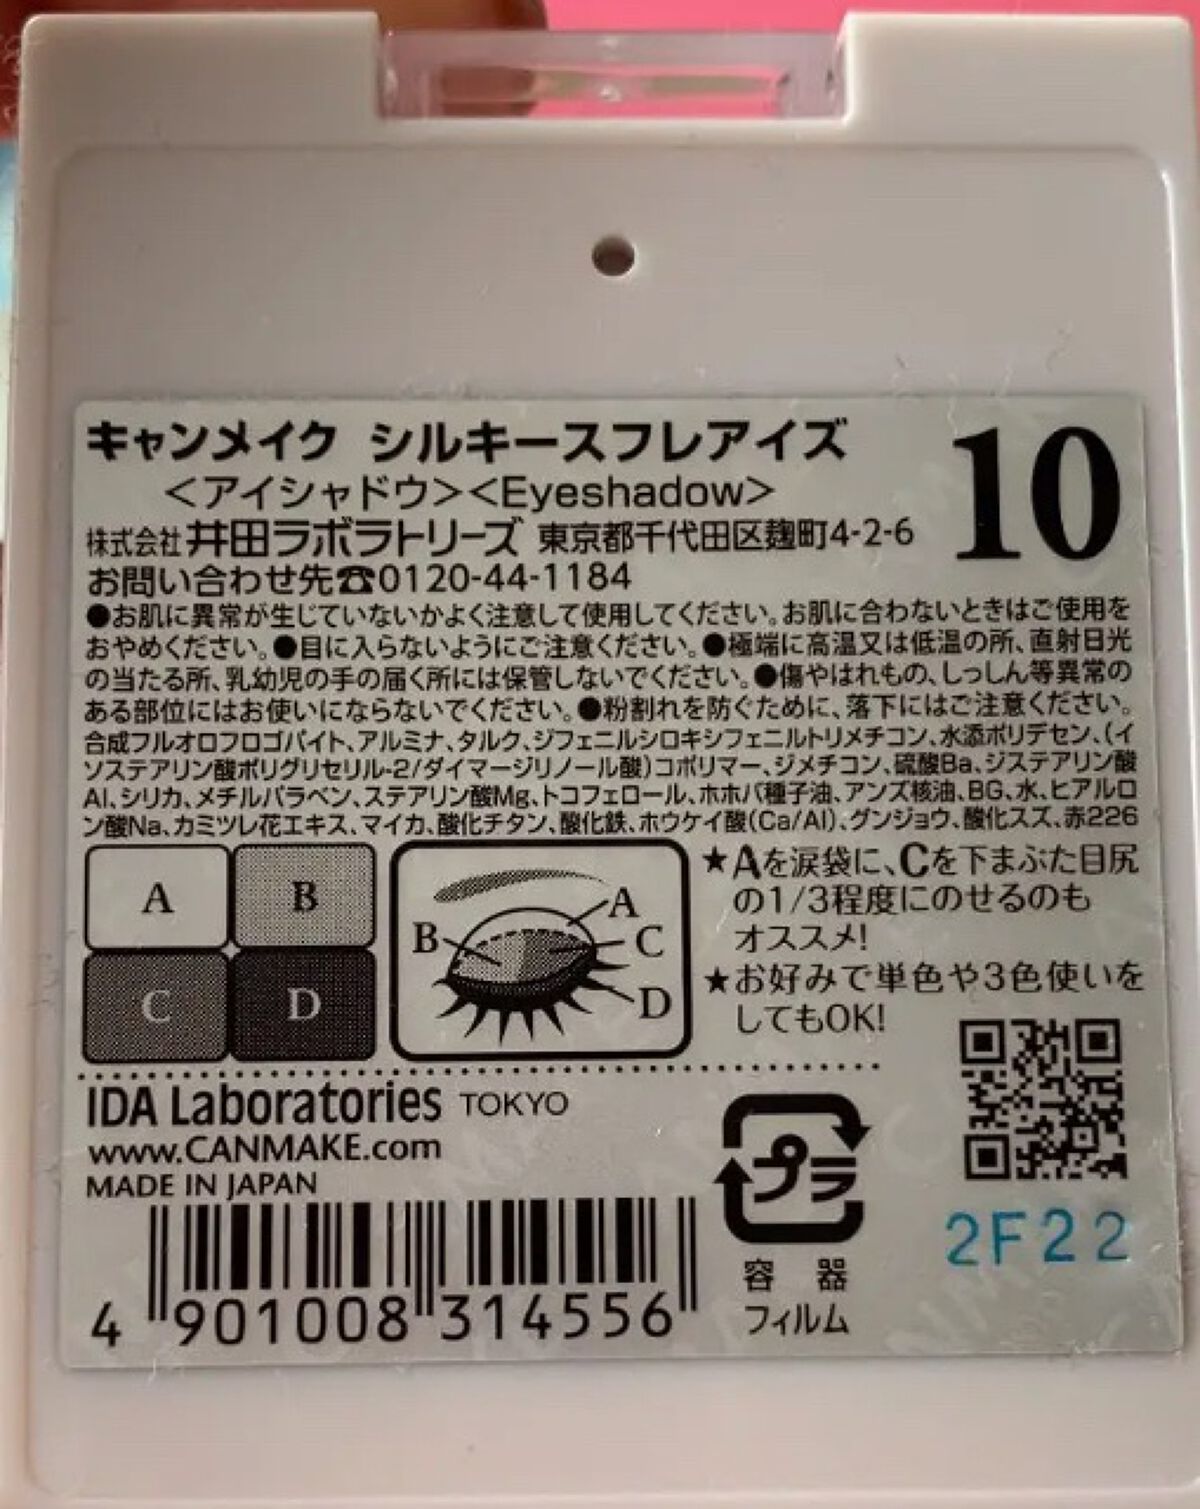 キャンメイク シルキースフレアイズ
10
＜アイシャドウ＞＜Eyeshadow＞
株式会社 井田ラボラトリーズ 東京都千代田区麹町4-2-6
お問い合わせ先☎0120-44-1184
●お肌に異常が生じていないかよく注意して使用してください。お肌に合わないときはご使用を
おやめください。●目に入らないようにご注意ください。●極端に高温又は低温の所、直射日光
の当たる所、乳幼児の手の届く所には保管しないでください。●傷やはれもの、しっしん等異常の
ある部位にはお使いにならないでください。●粉割れを防ぐために、落下にはご注意ください。
合成フルオロフロゴパイト、アルミナ、タルク、ジフェニルシロキシフェニルトリメチコン、水添ポリデセン、（イ
ソステアリン酸ポリグリセリル-2/ダイマージリノール酸）コポリマー、ジメチコン、硫酸Ba、ジステアリン酸
Al、シリカ、メチルパラベン、ステアリン酸Mg、トコフェロール、ホホバ種子油、アンズ核油、BG、水、ヒアルロ
ン酸Na、カミツレ花エキス、マイカ、酸化チタン、酸化鉄、ホウケイ酸（Ca/Al）、グンジョウ、酸化スズ、赤226
A B
C D
A
B
C
D
★Aを涙袋に、Cを下まぶた目尻
の1/3程度にのせるのも
オススメ!
★お好みで単色や3色使いを
してもOK!
IDA Laboratories TOKYO
www.CANMAKE.com
MADE IN JAPAN
4 901008 314556
プラ
容 器
フィルム
2F22